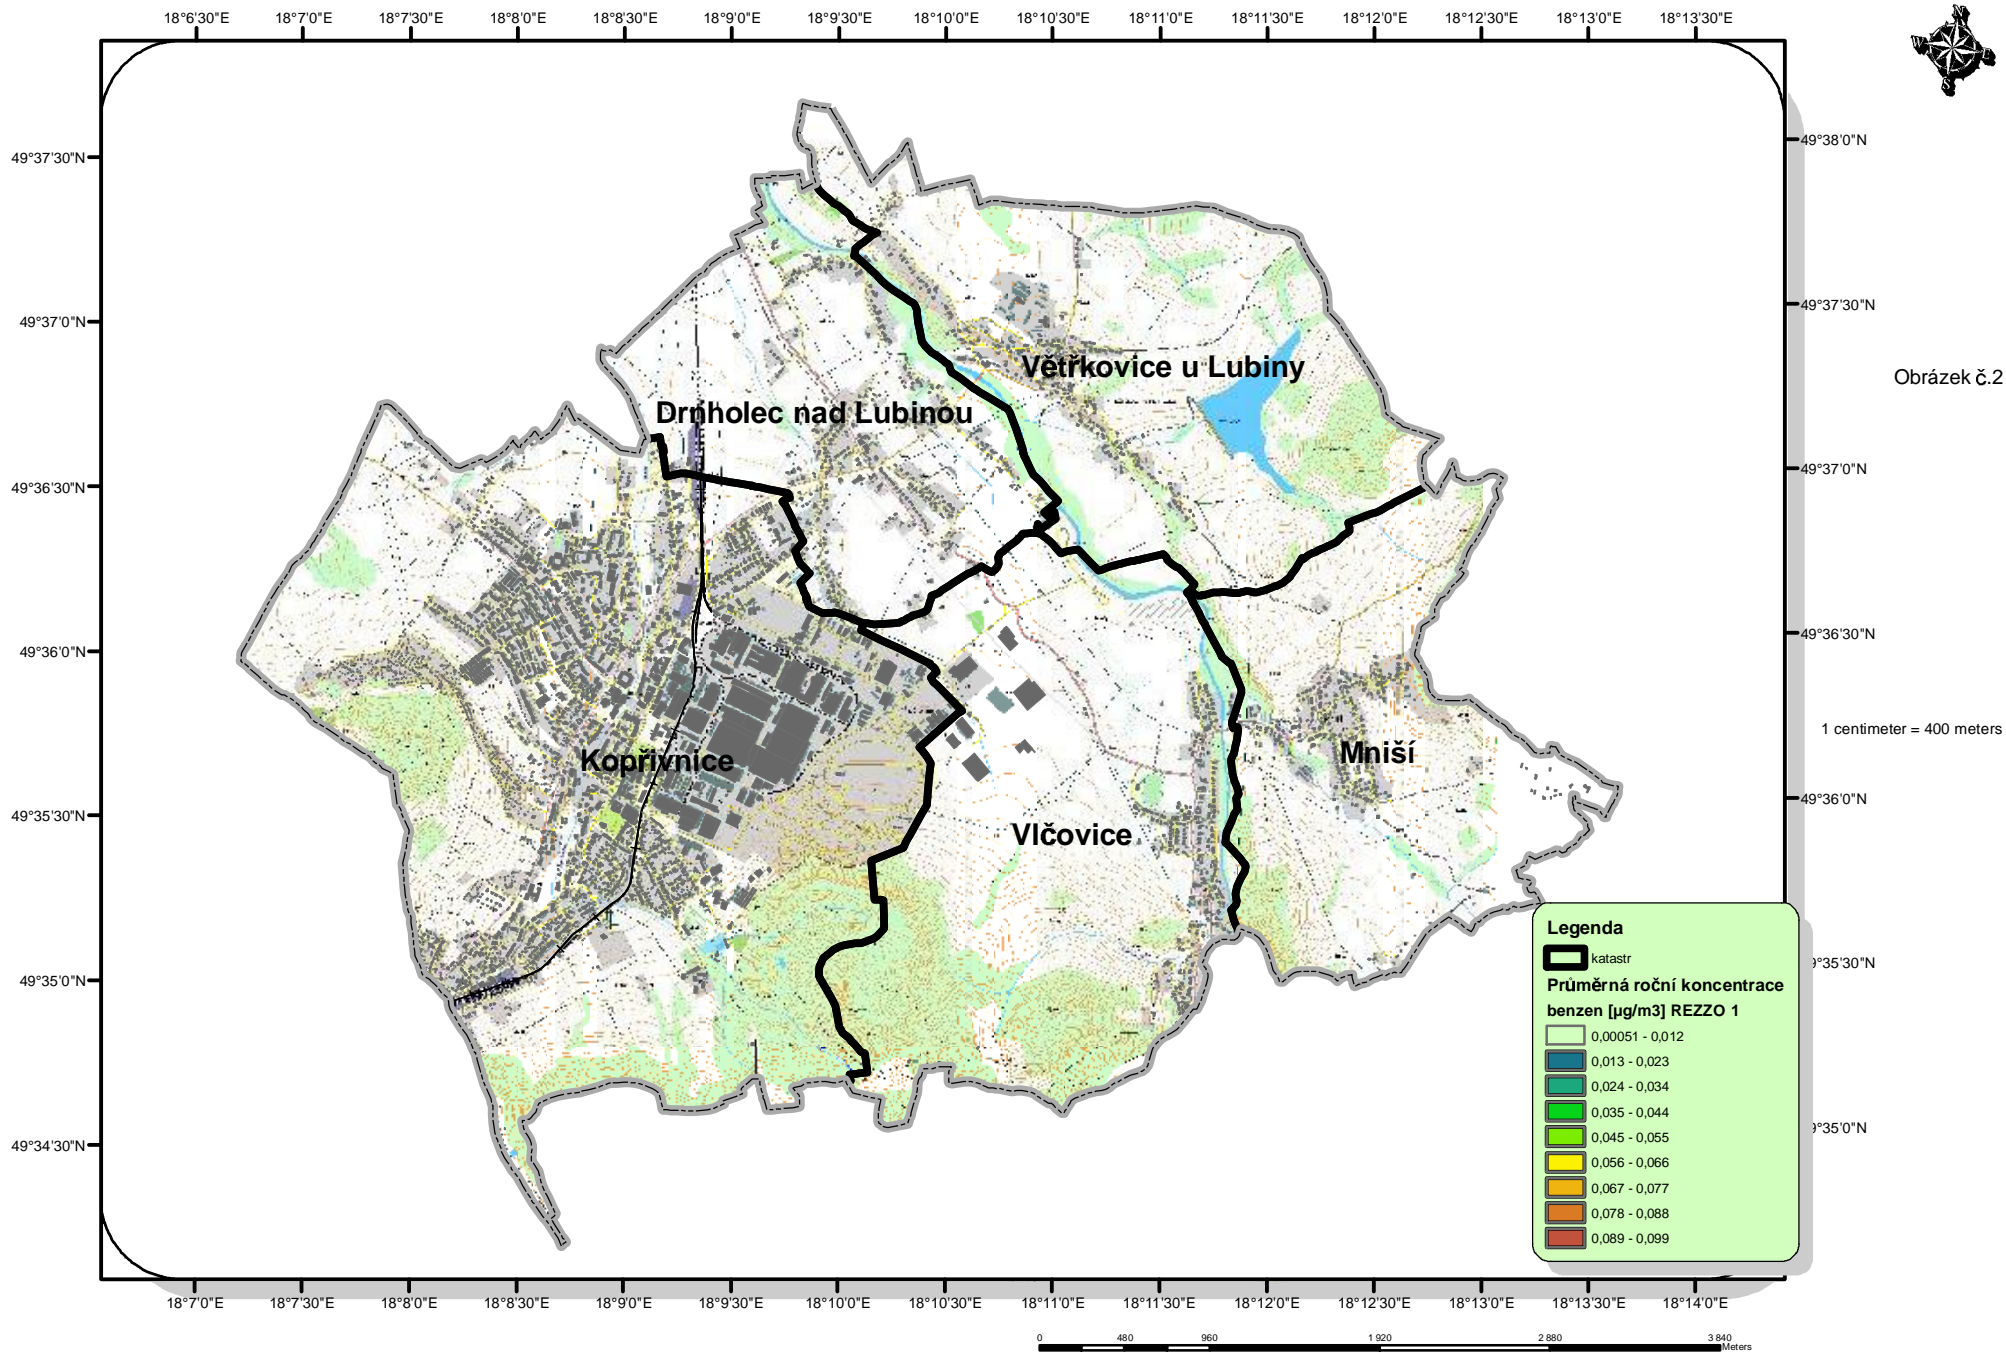 18°6'30"E 18°7'0"E 18°7'30"E 18°8'0"E 18°8'30"E 18°9'0"E 18°9'30"E 18°10'0"E 18°10'30"E 18°11'0"E 18°11'30"E 18°12'0"E 18°12'30"E 18°13'0"E 18°13'30"E
49°37'30"N
49°37'0"N
49°36'30"N
49°36'0"N
49°35'30"N
49°35'0"N
49°34'30"N
49°38'0"N
49°37'30"N
49°37'0"N
49°36'30"N
49°36'0"N
9°35'30"N
9°35'0"N
Obrázek č.2
1 centimeter = 400 meters
Větřkovice u Lubiny
Drnholec nad Lubinou
Kopřivnice
Mniší
Vlčovice
Legenda
katastr
Průměrná roční koncentrace
benzen [µg/m3] REZZO 1
0,00051 - 0,012
0,013 - 0,023
0,024 - 0,034
0,035 - 0,044
0,045 - 0,055
0,056 - 0,066
0,067 - 0,077
0,078 - 0,088
0,089 - 0,099
18°7'0"E 18°7'30"E 18°8'0"E 18°8'30"E 18°9'0"E 18°9'30"E 18°10'0"E 18°10'30"E 18°11'0"E 18°11'30"E 18°12'0"E 18°12'30"E 18°13'0"E 18°13'30"E 18°14'0"E
0 480 960 1 920 2 880 3 840
Meters